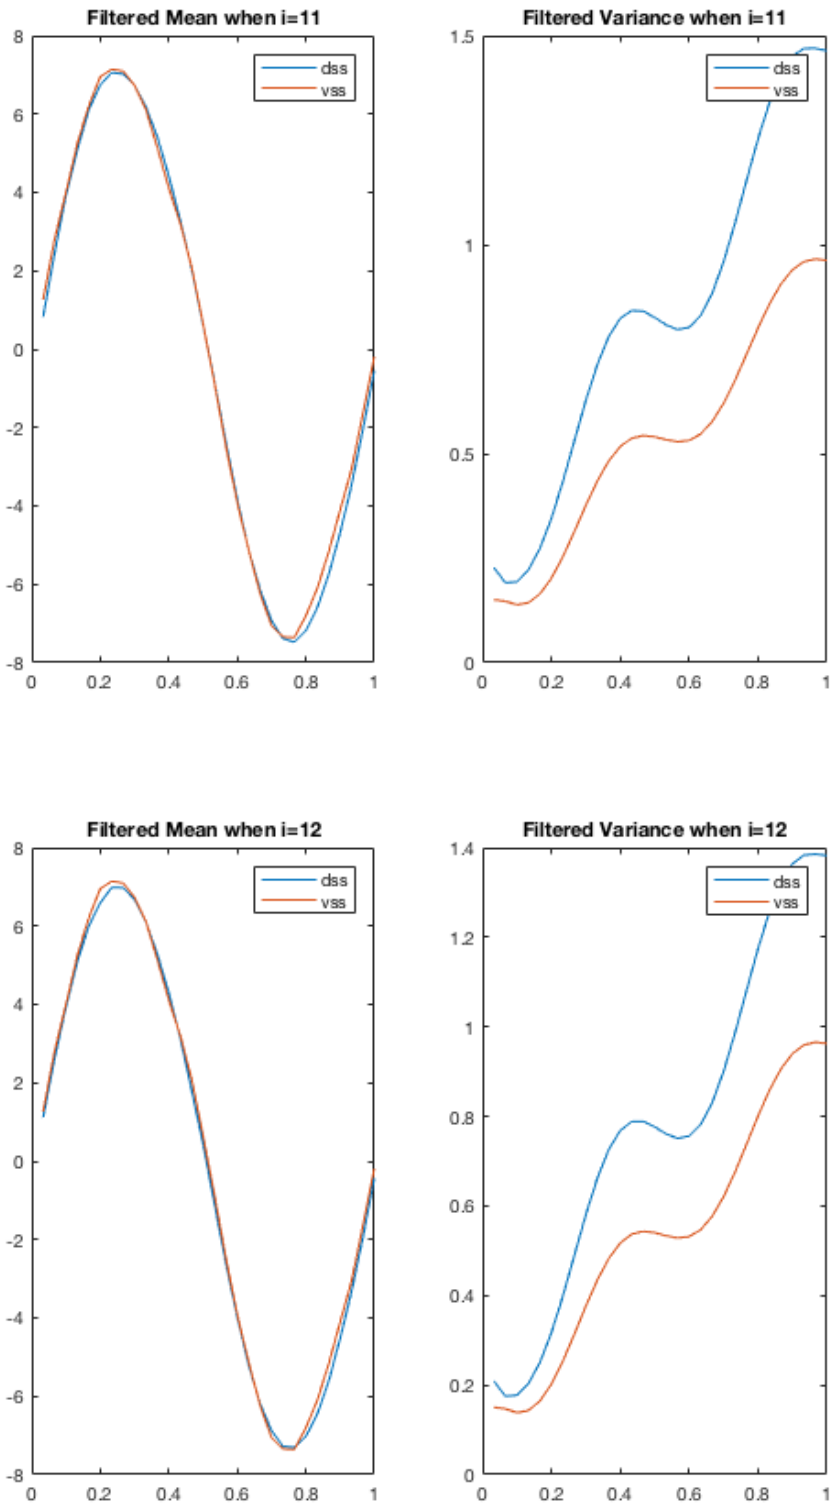 Filtered Mean when i=11
8
6
4
2
0
-2
-4
-6
-8
0 0.2 0.4 0.6 0.8 1
dss
vss
Filtered Variance when i=11
1.5
1
0.5
0
0 0.2 0.4 0.6 0.8 1
dss
vss
Filtered Mean when i=12
8
6
4
2
0
-2
-4
-6
-8
0 0.2 0.4 0.6 0.8 1
dss
vss
Filtered Variance when i=12
1.4
1.2
1
0.8
0.6
0.4
0.2
0
0 0.2 0.4 0.6 0.8 1
dss
vss